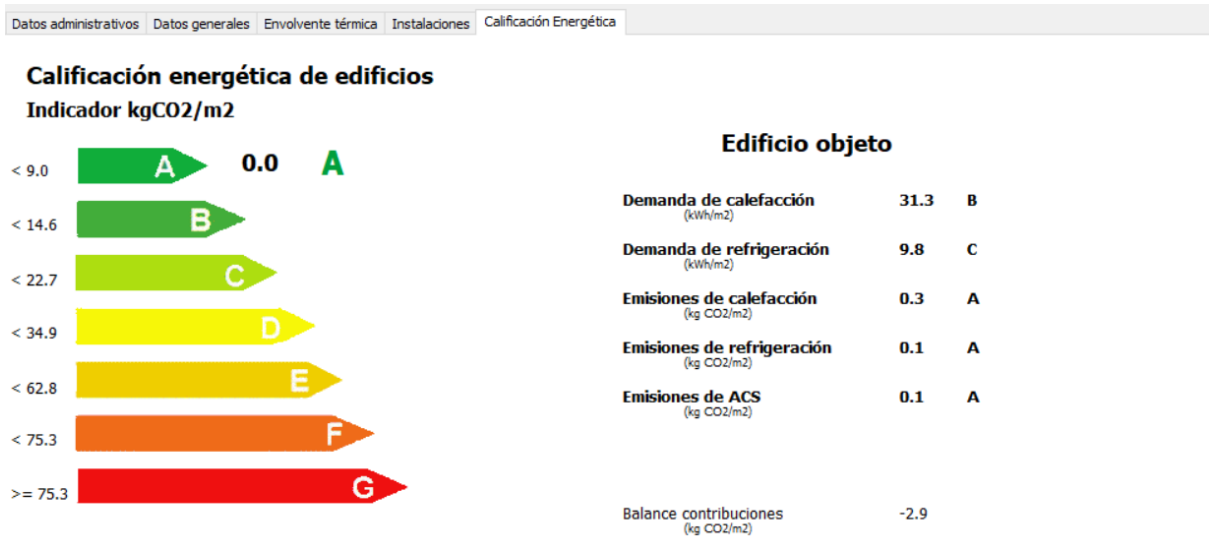 Datos administrativos Datos generales Envolvente térmica Instalaciones Calificación Energética
Calificación energética de edificios
Indicador kgCO2/m2
< 9.0 A 0.0 A
< 14.6 B
< 22.7 C
< 34.9 D
< 62.8 E
< 75.3 F
>= 75.3 G
Edificio objeto
Demanda de calefacción 31.3 B
(kWh/m2)
Demanda de refrigeración 9.8 C
(kWh/m2)
Emisiones de calefacción 0.3 A
(kg CO2/m2)
Emisiones de refrigeración 0.1 A
(kg CO2/m2)
Emisiones de ACS 0.1 A
(kg CO2/m2)
Balance contribuciones -2.9
(kg CO2/m2)